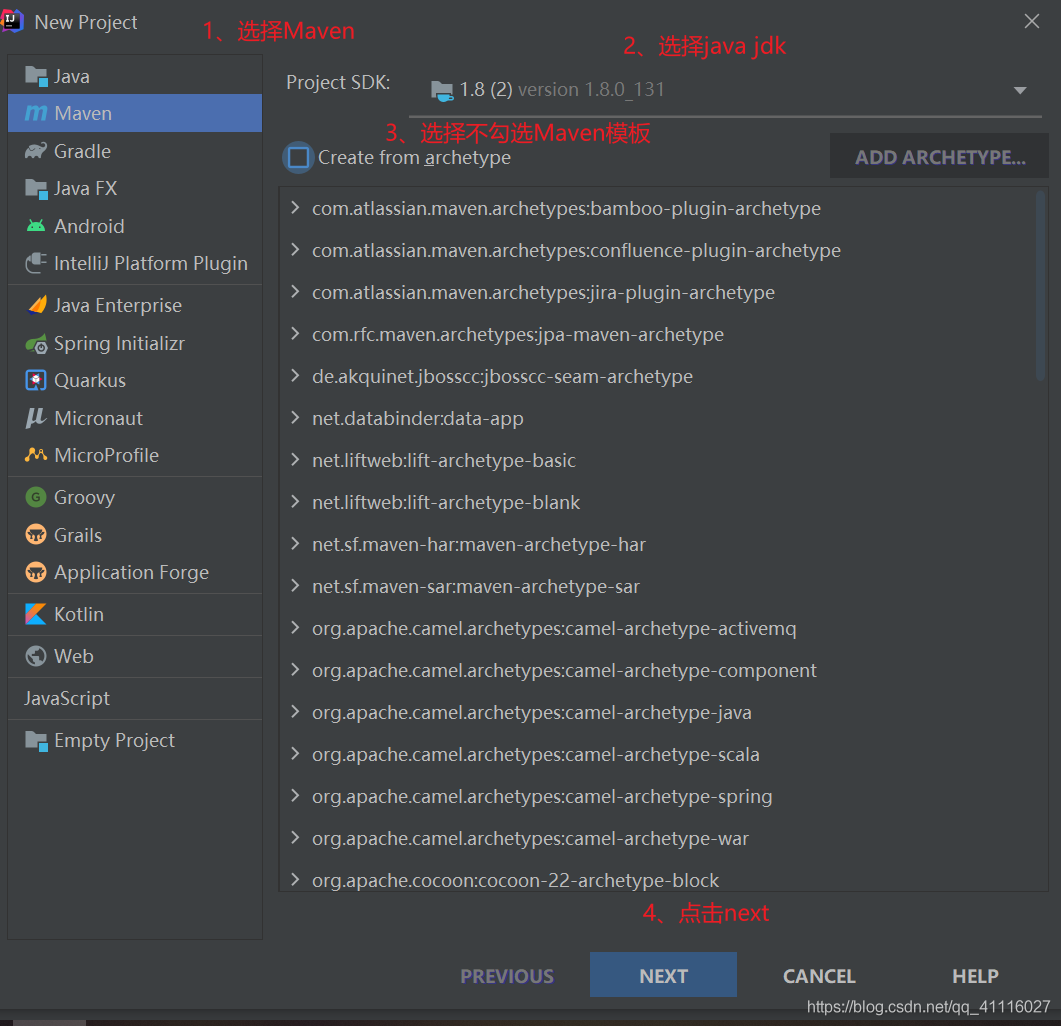 New Project
1、选择Maven
2、选择java jdk
Java
Maven
Gradle
Java FX
Android
IntelliJ Platform Plugin
Java Enterprise
Spring Initializr
Quarkus
Micronaut
MicroProfile
Groovy
Grails
Application Forge
Kotlin
Web
JavaScript
Empty Project
Project SDK:
1.8 (2) version 1.8.0_131
3、选择不勾选Maven模板
Create from archetype
ADD ARCHETYPE...
com.atlassian.maven.archetypes:bamboo-plugin-archetype
com.atlassian.maven.archetypes:confluence-plugin-archetype
com.atlassian.maven.archetypes:jira-plugin-archetype
com.rfc.maven.archetypes:jpa-maven-archetype
de.akquinet.jbosscc:jbosscc-seam-archetype
net.databinder:data-app
net.liftweb:lift-archetype-basic
net.liftweb:lift-archetype-blank
net.sf.maven-har:maven-archetype-har
net.sf.maven-sar:maven-archetype-sar
org.apache.camel.archetypes:camel-archetype-activemq
org.apache.camel.archetypes:camel-archetype-component
org.apache.camel.archetypes:camel-archetype-java
org.apache.camel.archetypes:camel-archetype-scala
org.apache.camel.archetypes:camel-archetype-spring
org.apache.camel.archetypes:camel-archetype-war
org.apache.cocoon:cocoon-22-archetype-block
4、点击next
PREVIOUS
NEXT
CANCEL
HELP
https://blog.csdn.net/qq_41116027